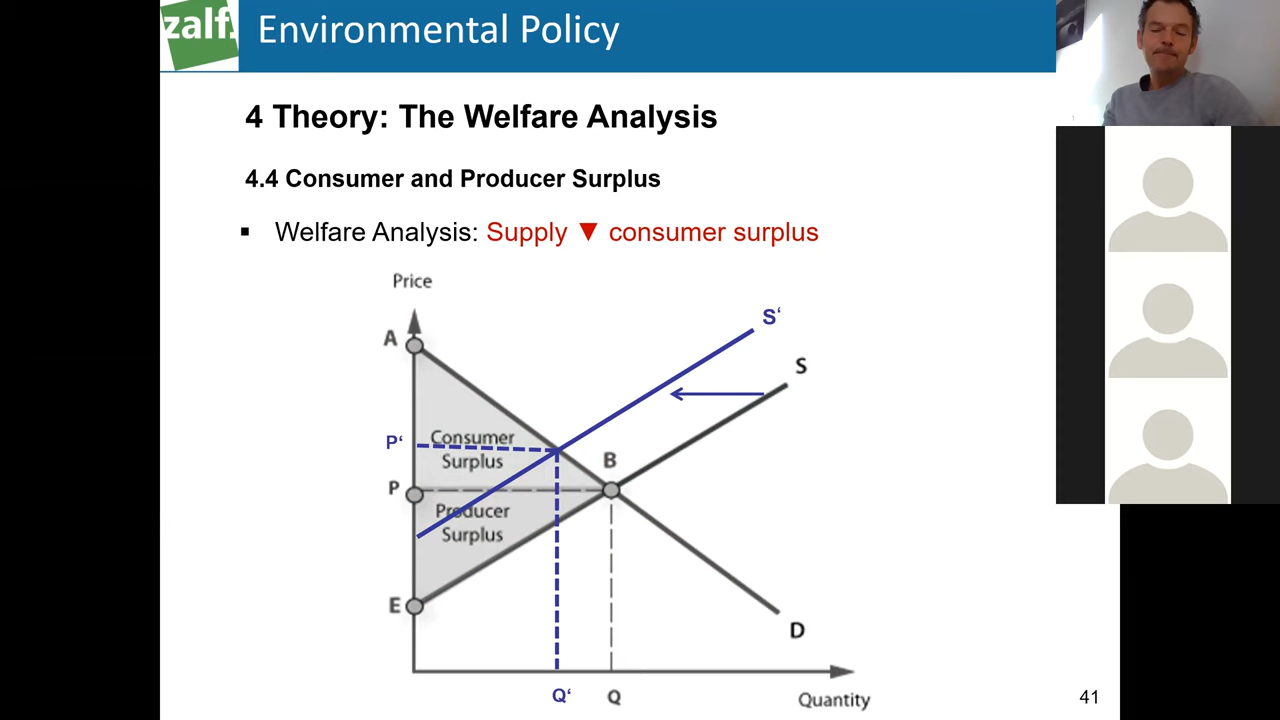 zalf.
Environmental Policy
4 Theory: The Welfare Analysis
4.4 Consumer and Producer Surplus
▪ Welfare Analysis: Supply ▼ consumer surplus
Price
S‘
A
S
P‘
Consumer
Surplus
B
P
Producer
Surplus
E
D
Q‘
Q
Quantity
41